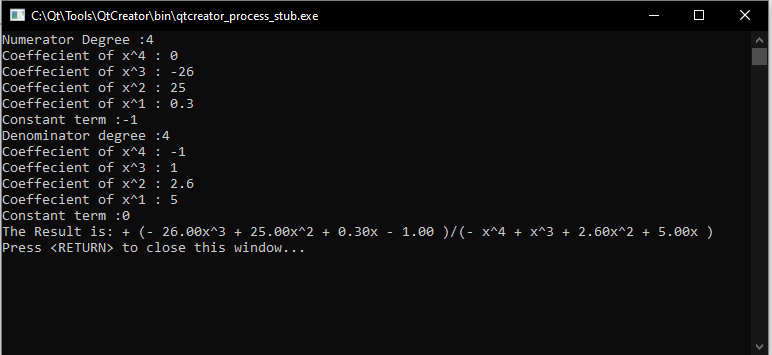 C:\Qt\Tools\QtCreator\bin\qtcreator_process_stub.exe
Numerator Degree :4
Coeffecient of x^4 : 0
Coeffecient of x^3 : -26
Coeffecient of x^2 : 25
Coeffecient of x^1 : 0.3
Constant term :-1
Denominator degree :4
Coeffecient of x^4 : -1
Coeffecient of x^3 : 1
Coeffecient of x^2 : 2.6
Coeffecient of x^1 : 5
Constant term :0
The Result is: + (- 26.00x^3 + 25.00x^2 + 0.30x - 1.00 )/(- x^4 + x^3 + 2.60x^2 + 5.00x )
Press <RETURN> to close this window...